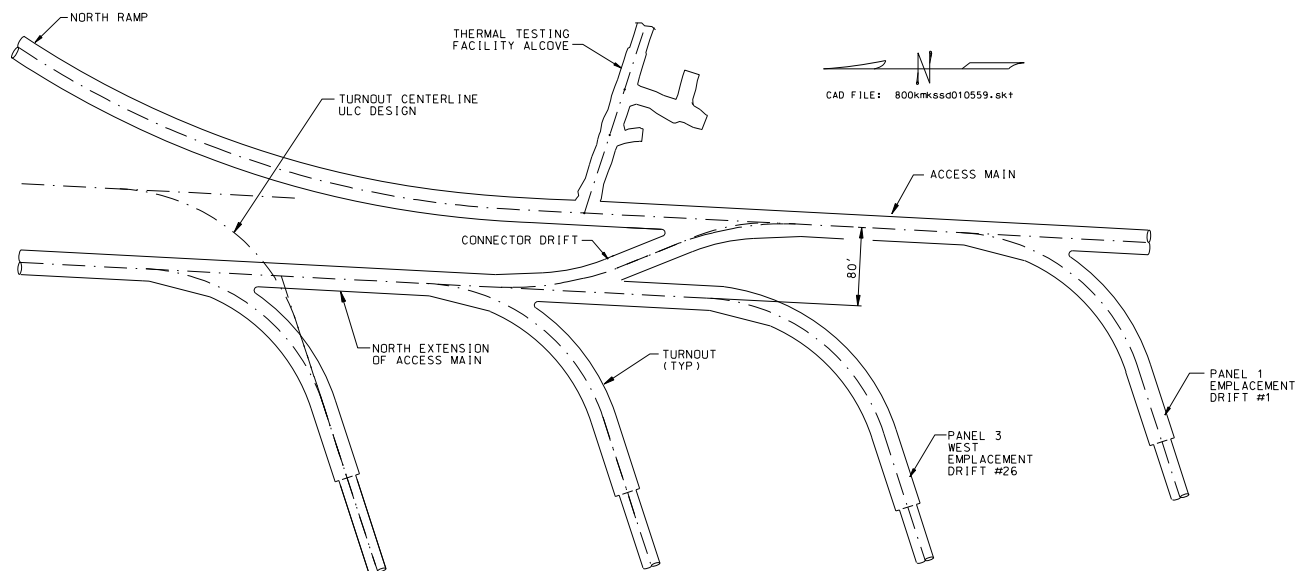 NORTH RAMP
THERMAL TESTING
FACILITY ALCOVE
N
CAD FILE: 800kmkssd010559.skt
TURNOUT CENTERLINE
ULC DESIGN
ACCESS MAIN
CONNECTOR DRIFT
80'
NORTH EXTENSION
OF ACCESS MAIN
TURNOUT
(TYP)
PANEL 1
EMPLACEMENT
DRIFT #1
PANEL 3
WEST
EMPLACEMENT
DRIFT #26